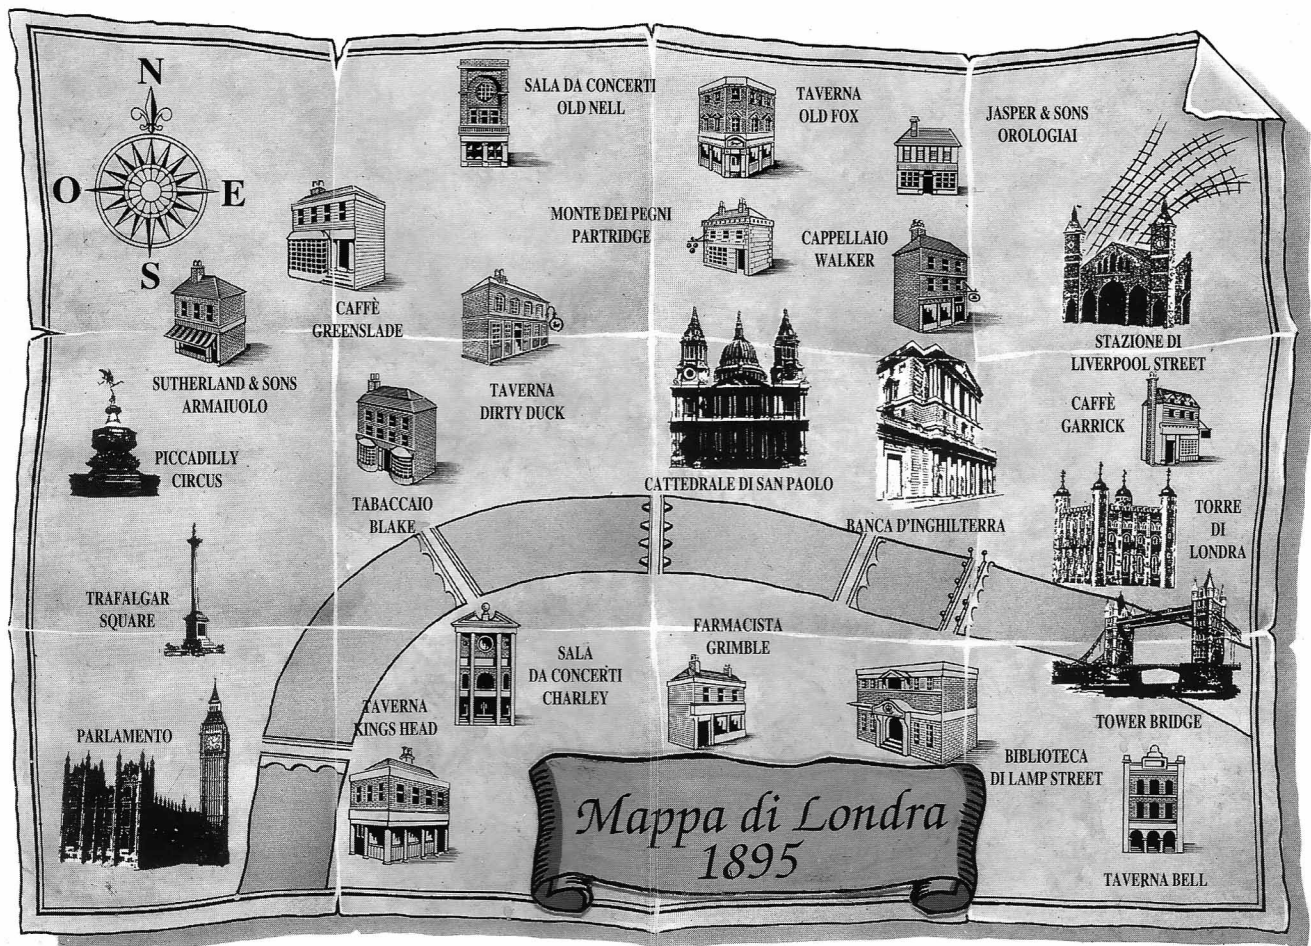 N
O
E
S
SALA DA CONCERTI
OLD NELL
TAVERNA
OLD FOX
JASPER & SONS
OROLOGIAI
MONTE DEI PEGNI
PARTRIDGE
CAPPELLAIO
WALKER
CAFFÈ
GREENSLADE
STAZIONE DI
LIVERPOOL STREET
SUTHERLAND & SONS
ARMAIUOLO
TAVERNA
DIRTY DUCK
CAFFÈ
GARRICK
PICCADILLY
CIRCUS
TABACCAIO
BLAKE
CATTEDRALE DI SAN PAOLO
BANCA D'INGHILTERRA
TORRE
DI
LONDRA
TRAFALGAR
SQUARE
SALA
DA CONCERTI
CHARLEY
FARMACISTA
GRIMBLE
TAVERNA
KINGS HEAD
PARLAMENTO
TOWER BRIDGE
BIBLIOTECA
DI LAMP STREET
TAVERNA BELL
Mappa di Londra
1895